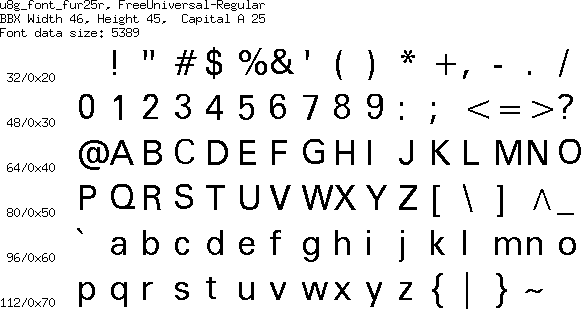 u8g_font_fur25r, FreeUniversal-Regular
BBX Width 46, Height 45,  Capital A 25
Font data size: 5389
32/0x20 ! " # $ % & ' ( ) * + , - . /
48/0x30 0 1 2 3 4 5 6 7 8 9 : ; < = > ?
64/0x40 @ A B C D E F G H I J K L M N O
80/0x50 P Q R S T U V W X Y Z [ \ ] ^ _
96/0x60 ` a b c d e f g h i j k l m n o
112/0x70 p q r s t u v w x y z { | } ~